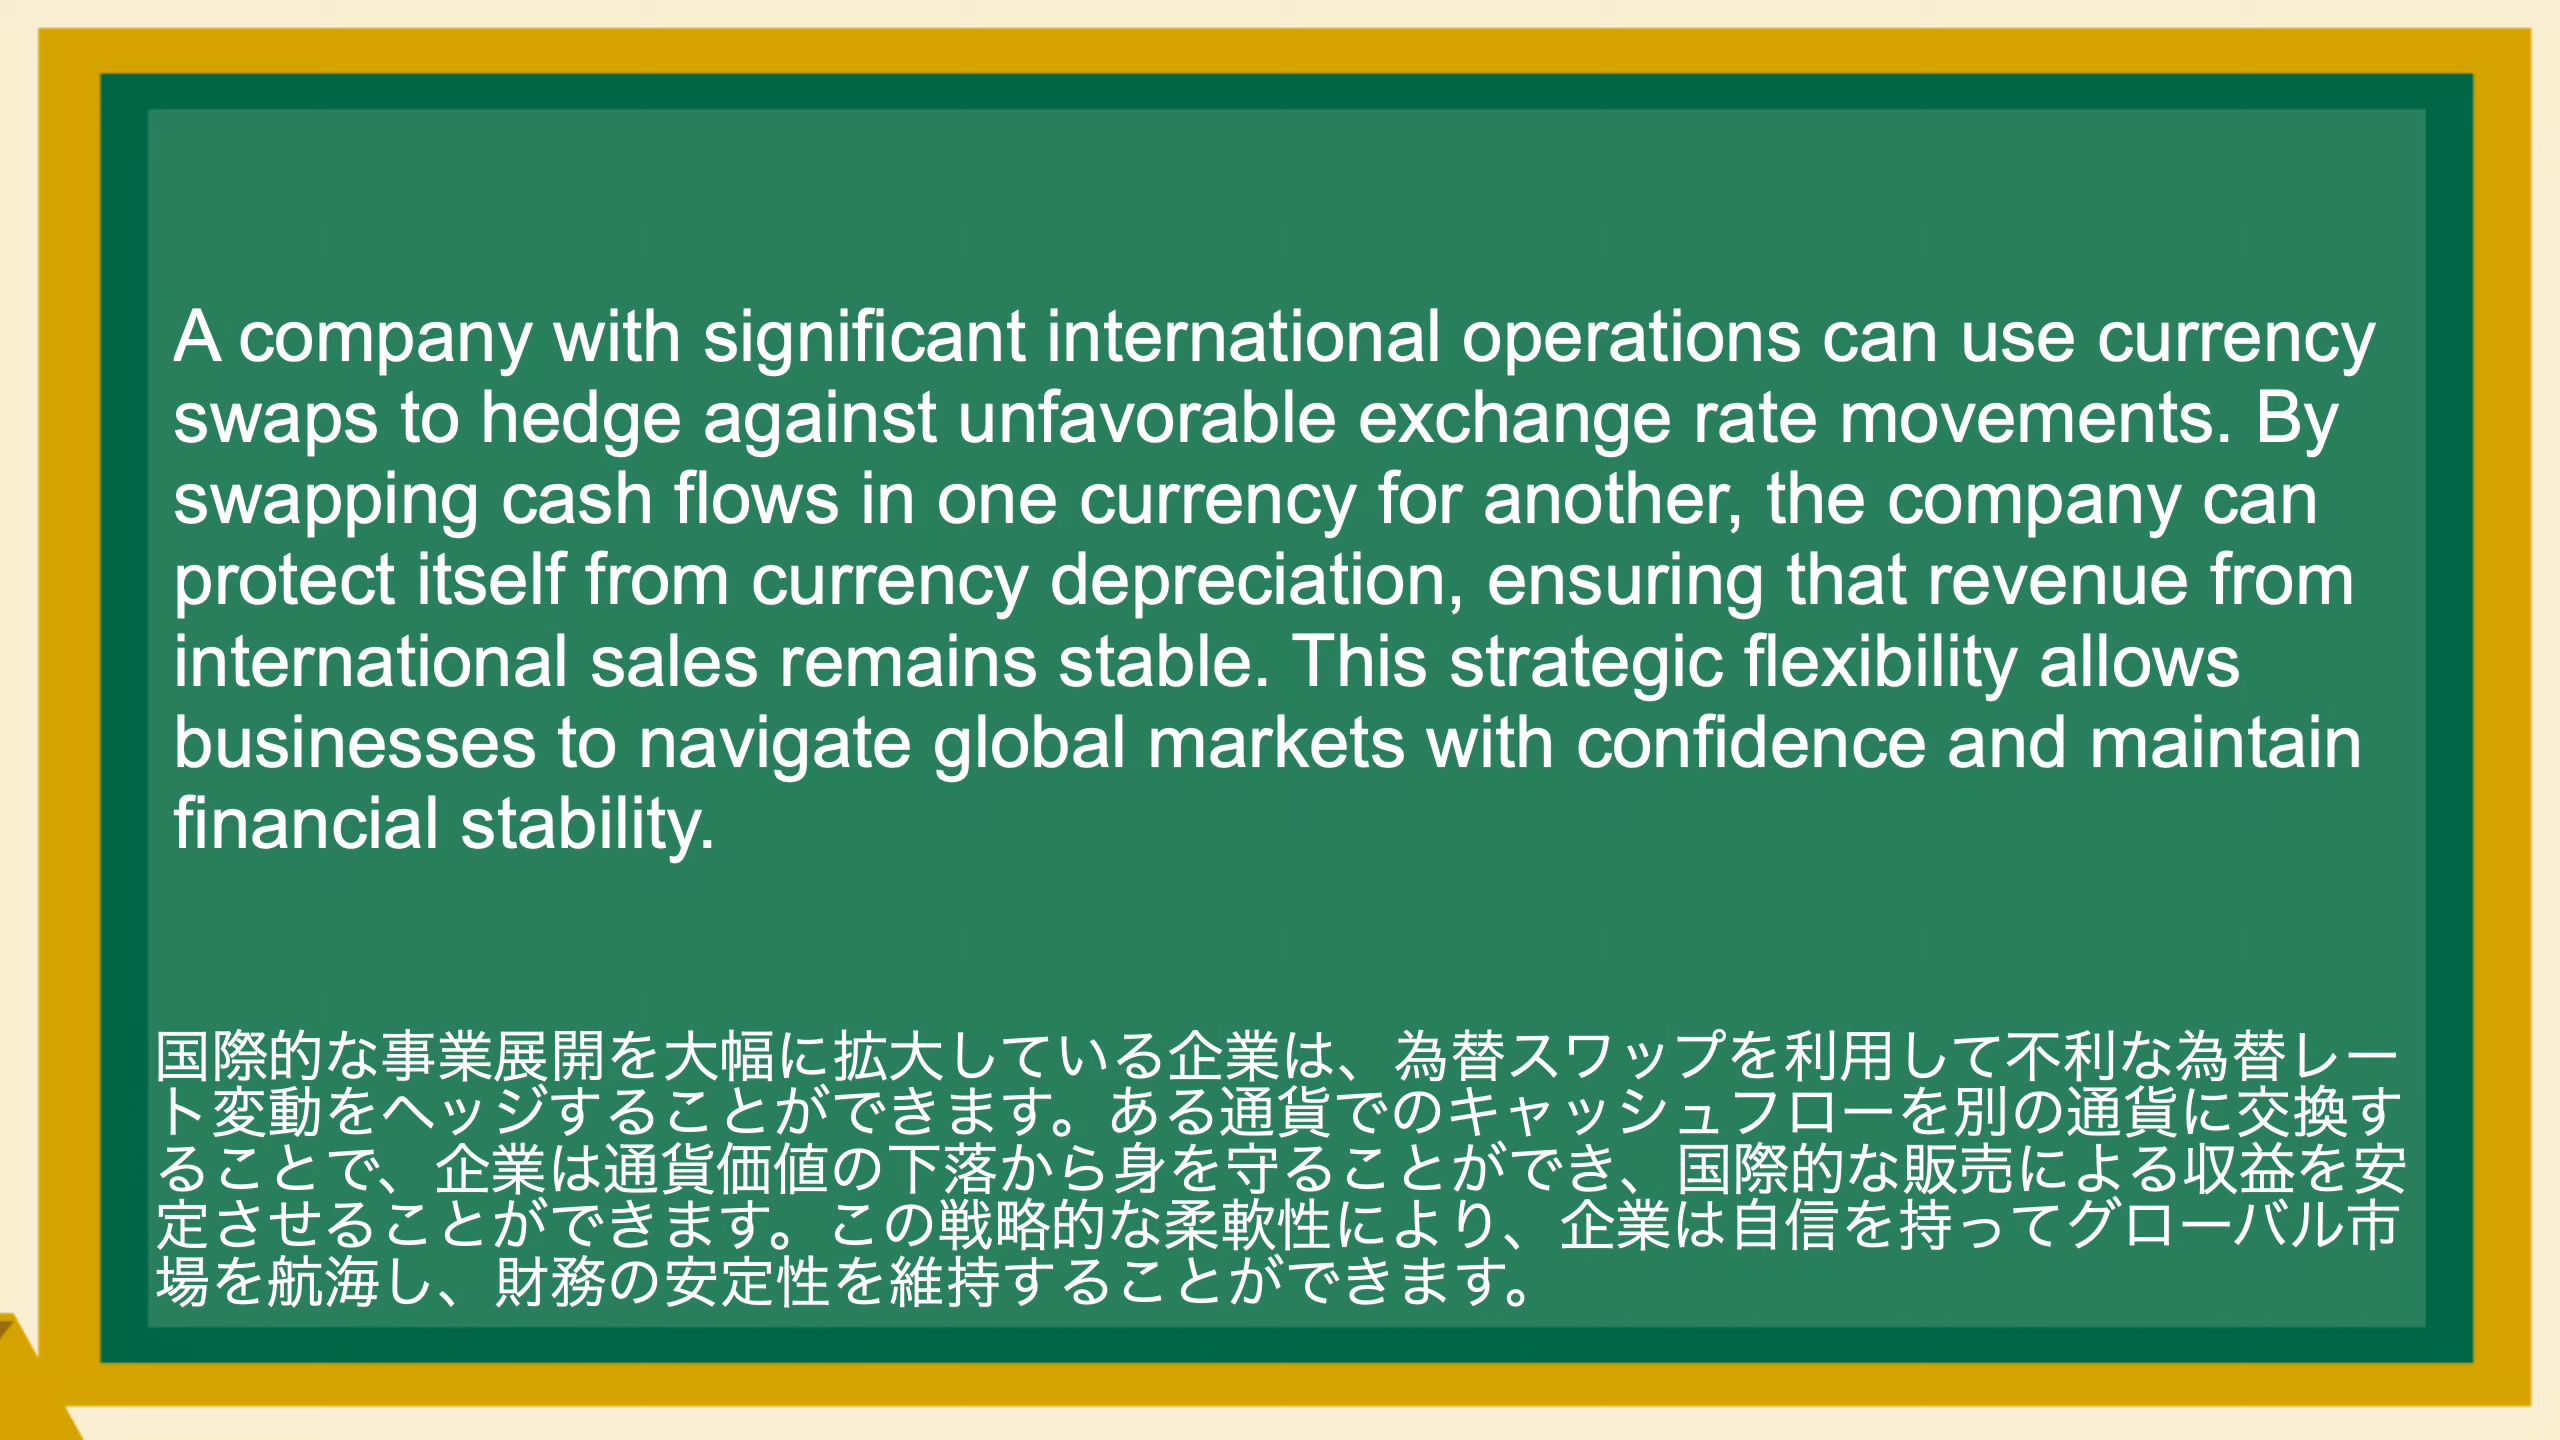 A company with significant international operations can use currency
swaps to hedge against unfavorable exchange rate movements. By
swapping cash flows in one currency for another, the company can
protect itself from currency depreciation, ensuring that revenue from
international sales remains stable. This strategic flexibility allows
businesses to navigate global markets with confidence and maintain
financial stability.
国際的な事業展開を大幅に拡大している企業は、為替スワップを利用して不利な為替レー
ト変動をヘッジすることができます。ある通貨でのキャッシュフローを別の通貨に交換す
ることで、企業は通貨価値の下落から身を守ることができ、国際的な販売による収益を安
定させることができます。この戦略的な柔軟性により、企業は自信を持ってグローバル市
場を航海し、財務の安定性を維持することができます。